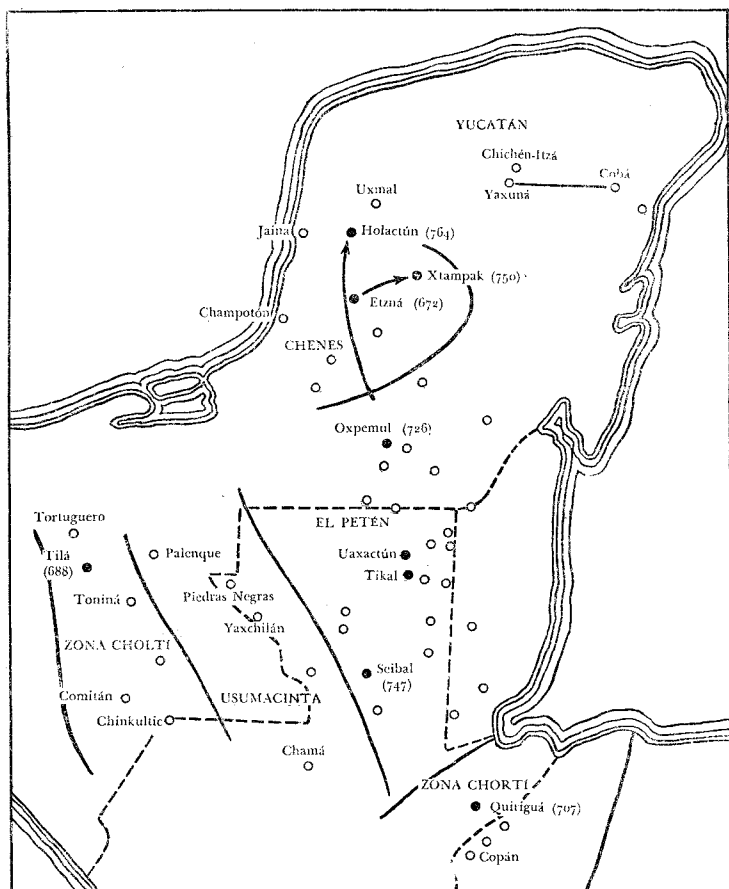 YUCATÁN
Chichén-Itzá
Cobá
Yaxuná
Uxmal
Jaina
Holactún (764)
Xtampak (750)
Etzná (672)
Champotón
CHENES
Oxpemul (726)
EL PETÉN
Tortuguero
Palenque
Uaxactún
Tilá
(688)
Tikal
Piedras Negras
Toniná
Yaxchilán
ZONA CHOLTÍ
Seibal
(747)
Comitán
USUMACINTA
Chinkultic
Chamá
ZONA CHORTÍ
Quiriguá (707)
Copán